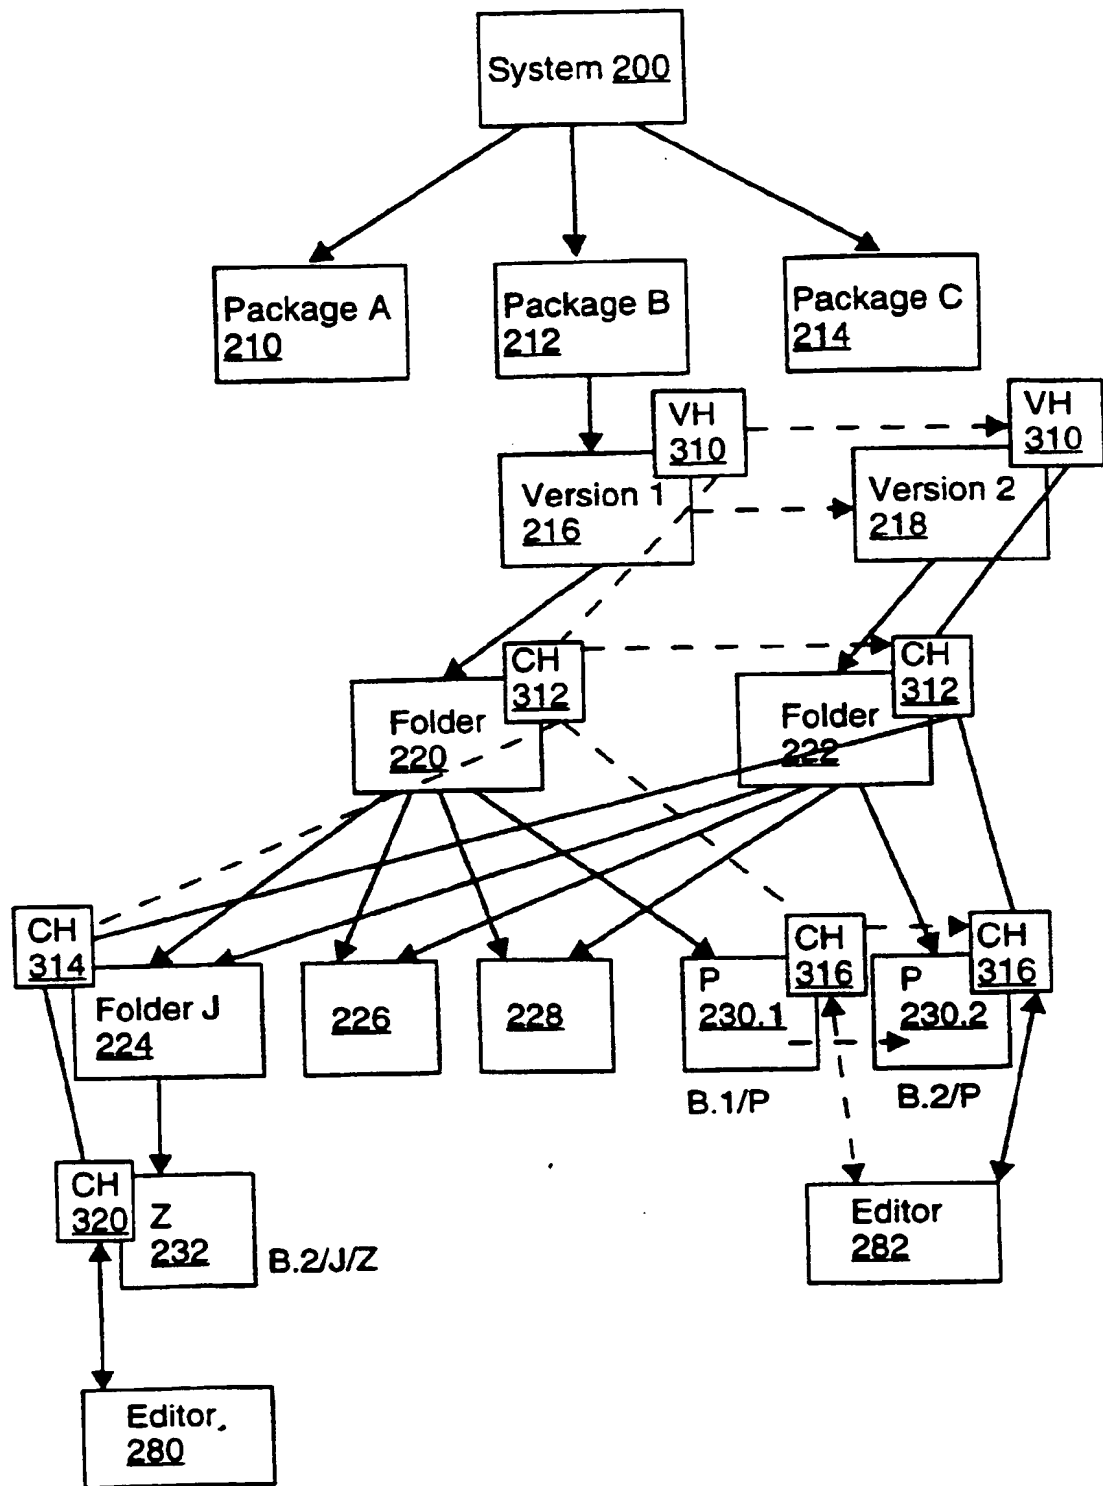 System 200
Package A
210
Package B
212
Package C
214
VH
310
VH
310
Version 1
216
Version 2
218
CH
312
CH
312
Folder
220
Folder
222
CH
314
CH
316
CH
316
Folder J
224
226
228
P
230.1
P
230.2
B.1/P
B.2/P
CH
320
Z
232
B.2/J/Z
Editor
282
Editor
280